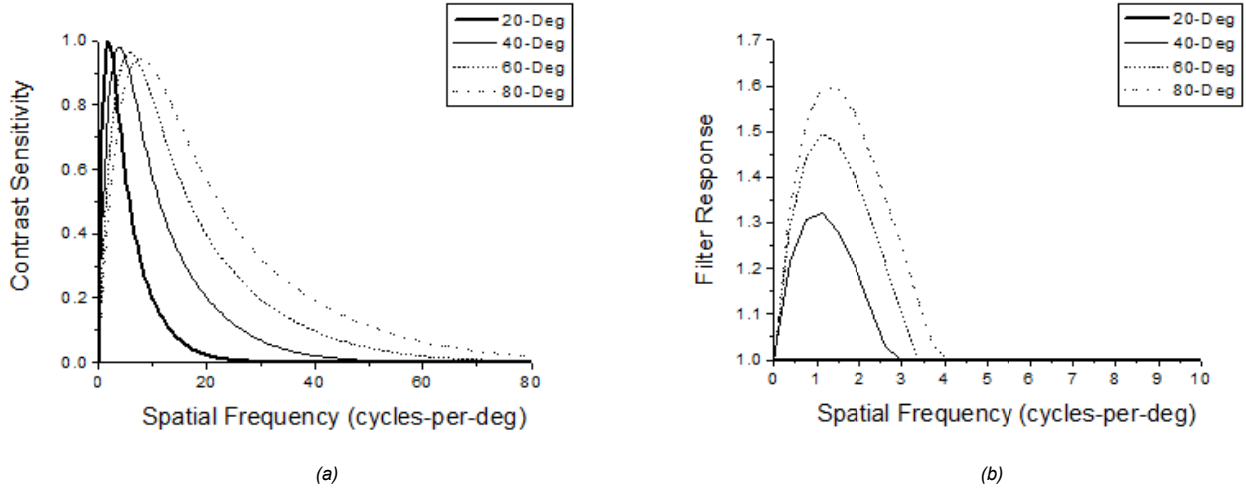 20-Deg
40-Deg
60-Deg
80-Deg
1.0
0.8
0.6
0.4
0.2
0.0
0 20 40 60 80
Contrast Sensitivity
Spatial Frequency (cycles-per-deg)
(a)
20-Deg
40-Deg
60-Deg
80-Deg
1.7
1.6
1.5
1.4
1.3
1.2
1.1
1.0
0 1 2 3 4 5 6 7 8 9 10
Filter Response
Spatial Frequency (cycles-per-deg)
(b)